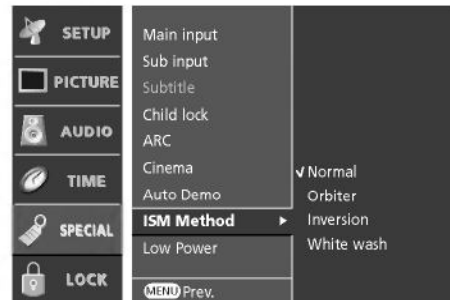 SETUP
PICTURE
AUDIO
TIME
SPECIAL
LOCK
Main input
Sub input
Subtitle
Child lock
ARC
Cinema
Auto Demo
ISM Method
Low Power
MENU Prev.
Normal
Orbiter
Inversion
White wash